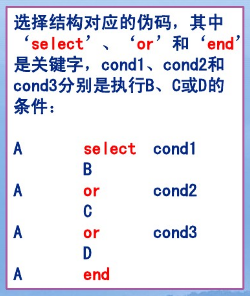 选择结构对应的伪码，其中
‘select’、‘or’和‘end’
是关键字，cond1、cond2和
cond3分别是执行B、C或D的
条件：
A select cond1
B
A or cond2
C
A or cond3
D
A end